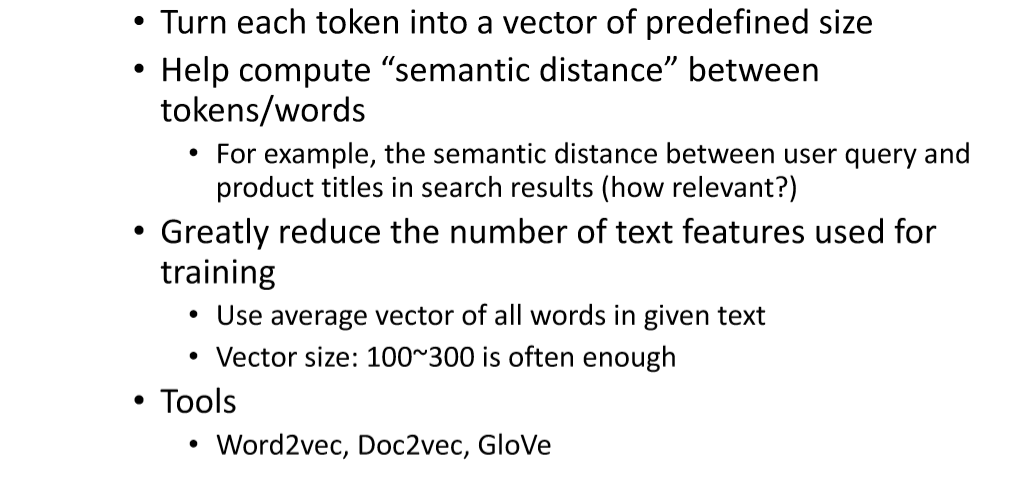 • Turn each token into a vector of predefined size
• Help compute “semantic distance” between
tokens/words
• For example, the semantic distance between user query and
product titles in search results (how relevant?)
• Greatly reduce the number of text features used for
training
• Use average vector of all words in given text
• Vector size: 100~300 is often enough
• Tools
• Word2vec, Doc2vec, GloVe